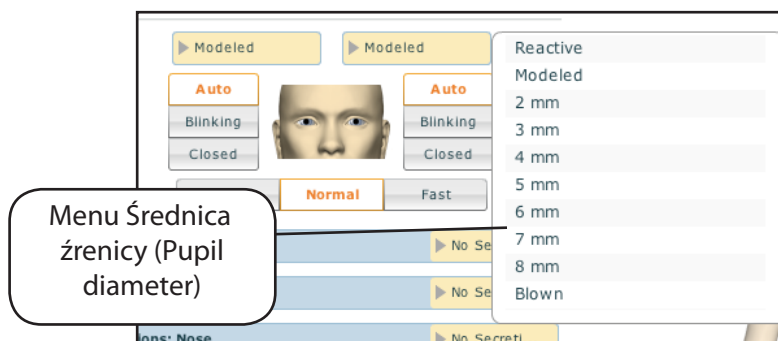 Modeled
Modeled
Auto
Blinking
Closed
Auto
Blinking
Closed
Normal
Fast
No Se
No Se
ions: Nose
No Secreti
Reactive
Modeled
2 mm
3 mm
4 mm
5 mm
6 mm
7 mm
8 mm
Blown
Menu Średnica
źrenicy (Pupil
diameter)